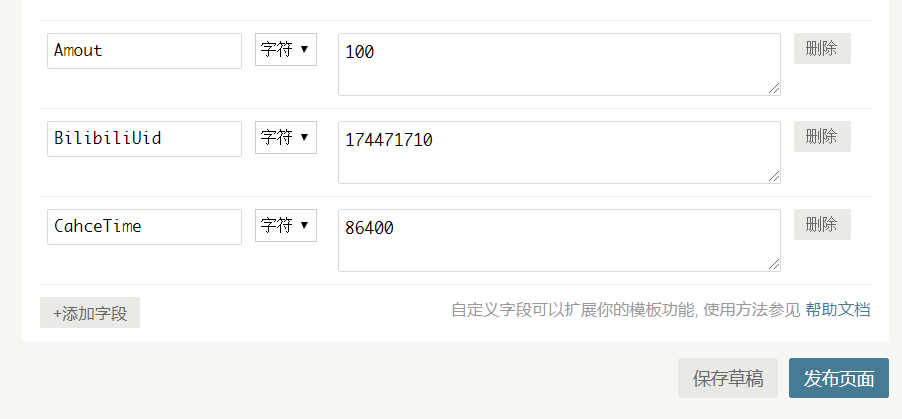 Amout 字符 ▼ 100 删除
BilibiliUid 字符 ▼ 174471710 删除
CahceTime 字符 ▼ 86400 删除
+添加字段 自定义字段可以扩展你的模板功能, 使用方法参见 帮助文档
保存草稿 发布页面